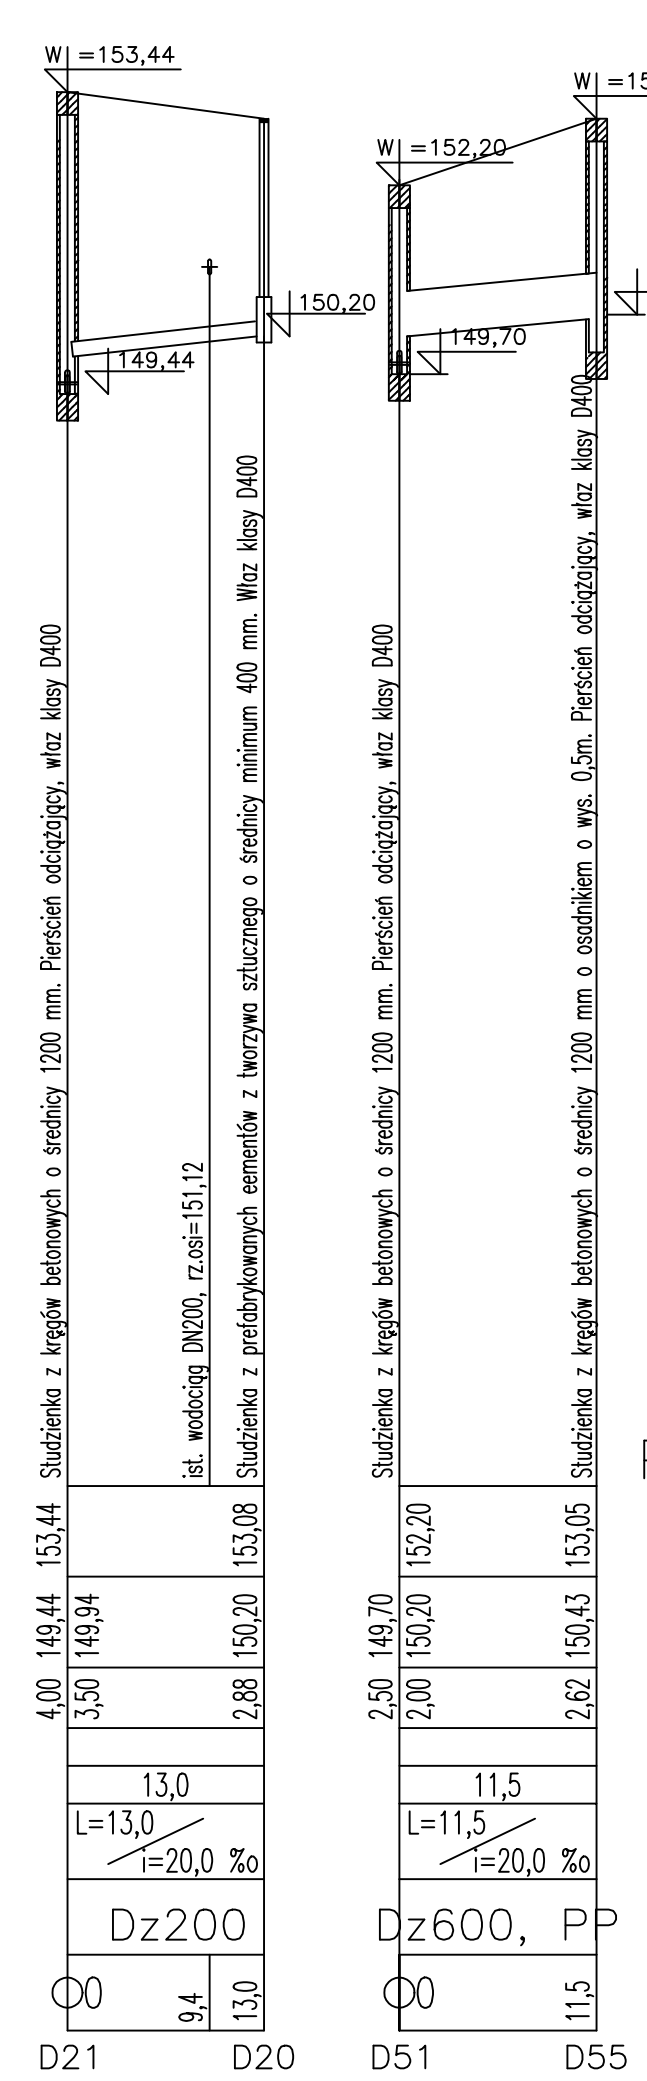 W =153,44
W =15
W =152,20
150,20
149,70
149,44
Studzienka z kręgów betonowych o średnicy 1200 mm. Pierścień odciążający, właz klasy D400
ist. wodociąg DN200, rz.osi=151,12
Studzienka z prefabrykowanych eementów z tworzywa sztucznego o średnicy minimum 400 mm. Właz klasy D400
Studzienka z kręgów betonowych o średnicy 1200 mm. Pierścień odciążający, właz klasy D400
Studzienka z kręgów betonowych o średnicy 1200 mm o osadnikiem o wys. 0,5m. Pierścień odciążający, właz klasy D400
153,44
153,08
152,20
153,05
149,44
149,94
150,20
149,70
150,20
150,43
4,00
3,50
2,88
2,50
2,00
2,62
13,0
11,5
L=13,0
i=20,0 ‰
L=11,5
i=20,0 ‰
Dz200
Dz600, PP
0
9,4
13,0
0
11,5
D21
D20
D51
D55